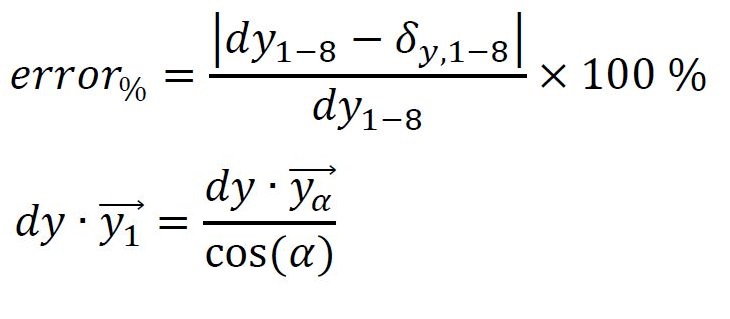 error% = |dy₁₋₈ − δy,₁₋₈| / dy₁₋₈ × 100 %
dy · y₁⃗ = dy · yα⃗ / cos(α)